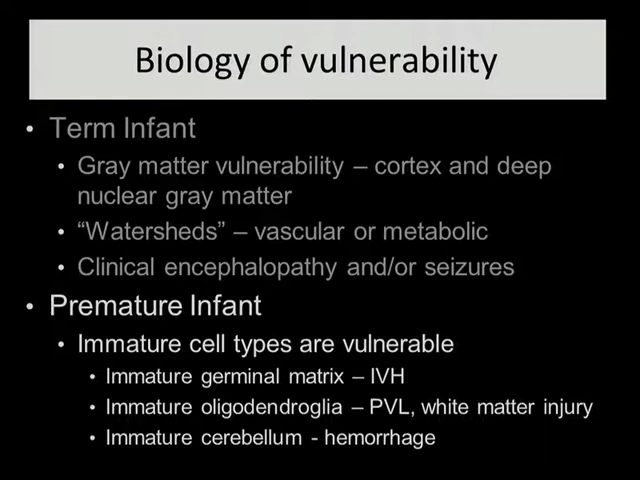 Biology of vulnerability
• Term Infant
• Gray matter vulnerability – cortex and deep
nuclear gray matter
• “Watersheds” – vascular or metabolic
• Clinical encephalopathy and/or seizures
• Premature Infant
• Immature cell types are vulnerable
• Immature germinal matrix – IVH
• Immature oligodendroglia – PVL, white matter injury
• Immature cerebellum - hemorrhage